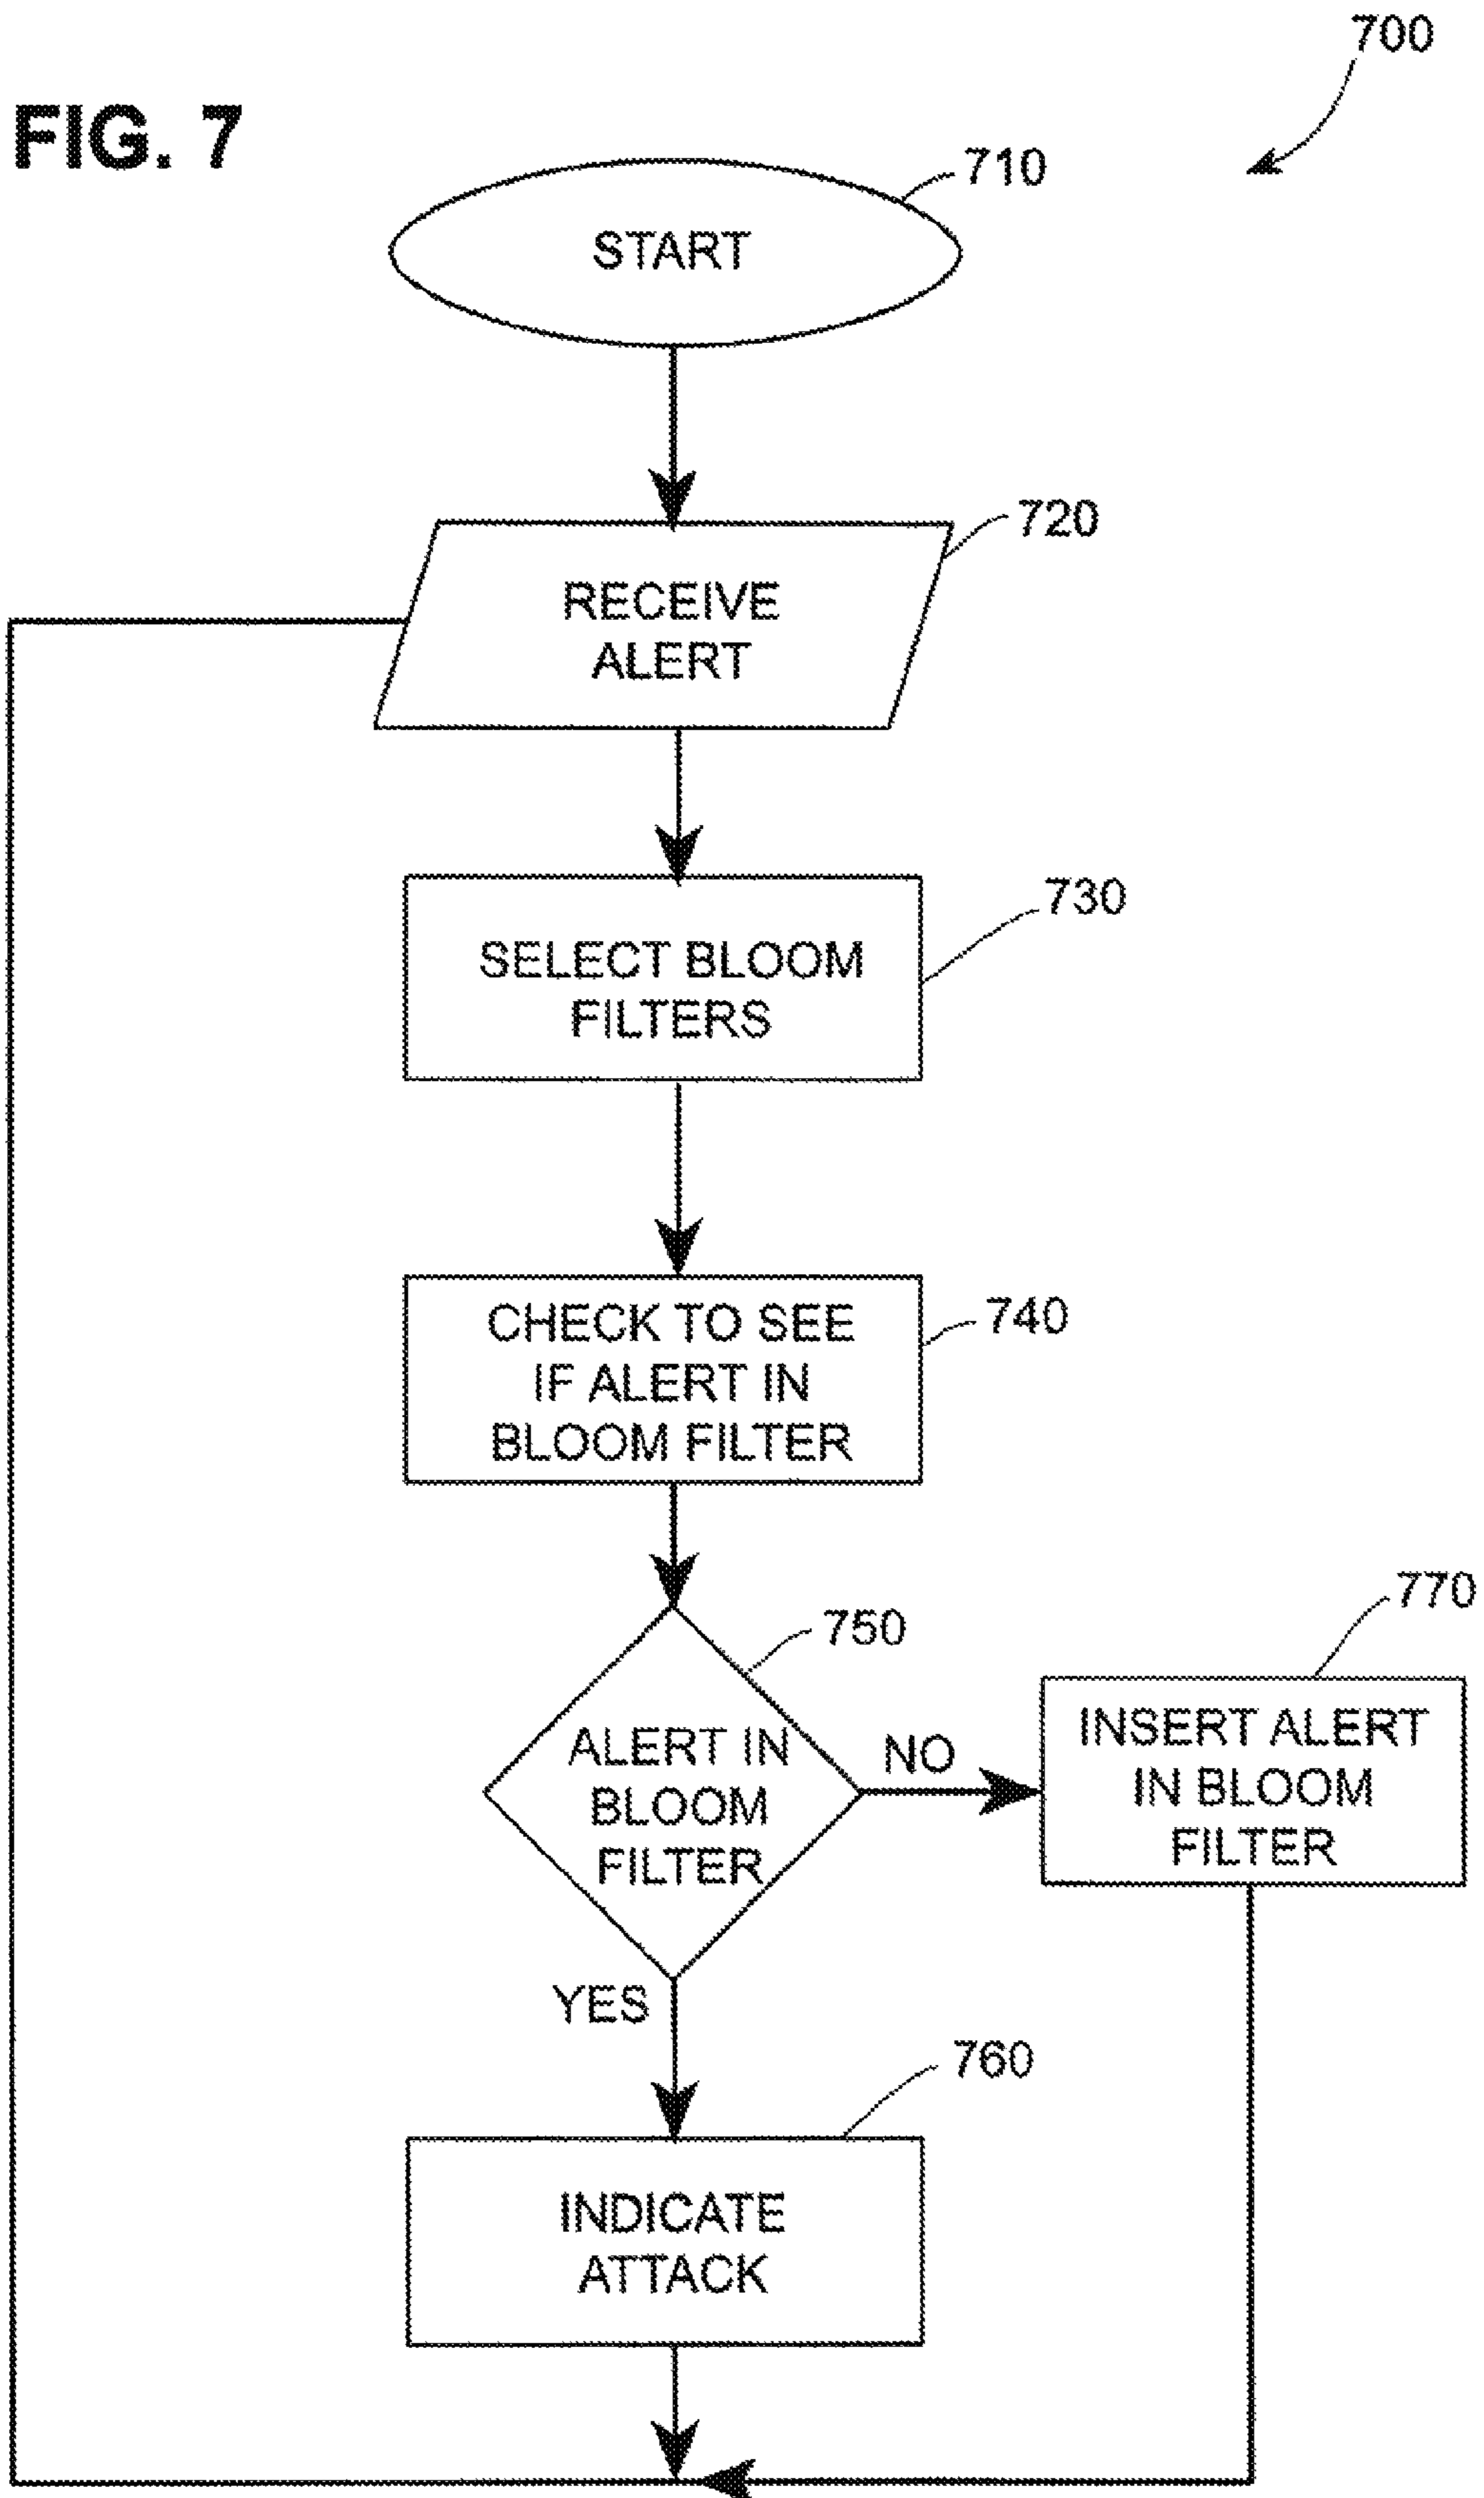 700
FIG. 7
710
START
720
RECEIVE
ALERT
730
SELECT BLOOM
FILTERS
740
CHECK TO SEE
IF ALERT IN
BLOOM FILTER
750
ALERT IN
BLOOM
FILTER
NO
770
INSERT ALERT
IN BLOOM
FILTER
YES
760
INDICATE
ATTACK